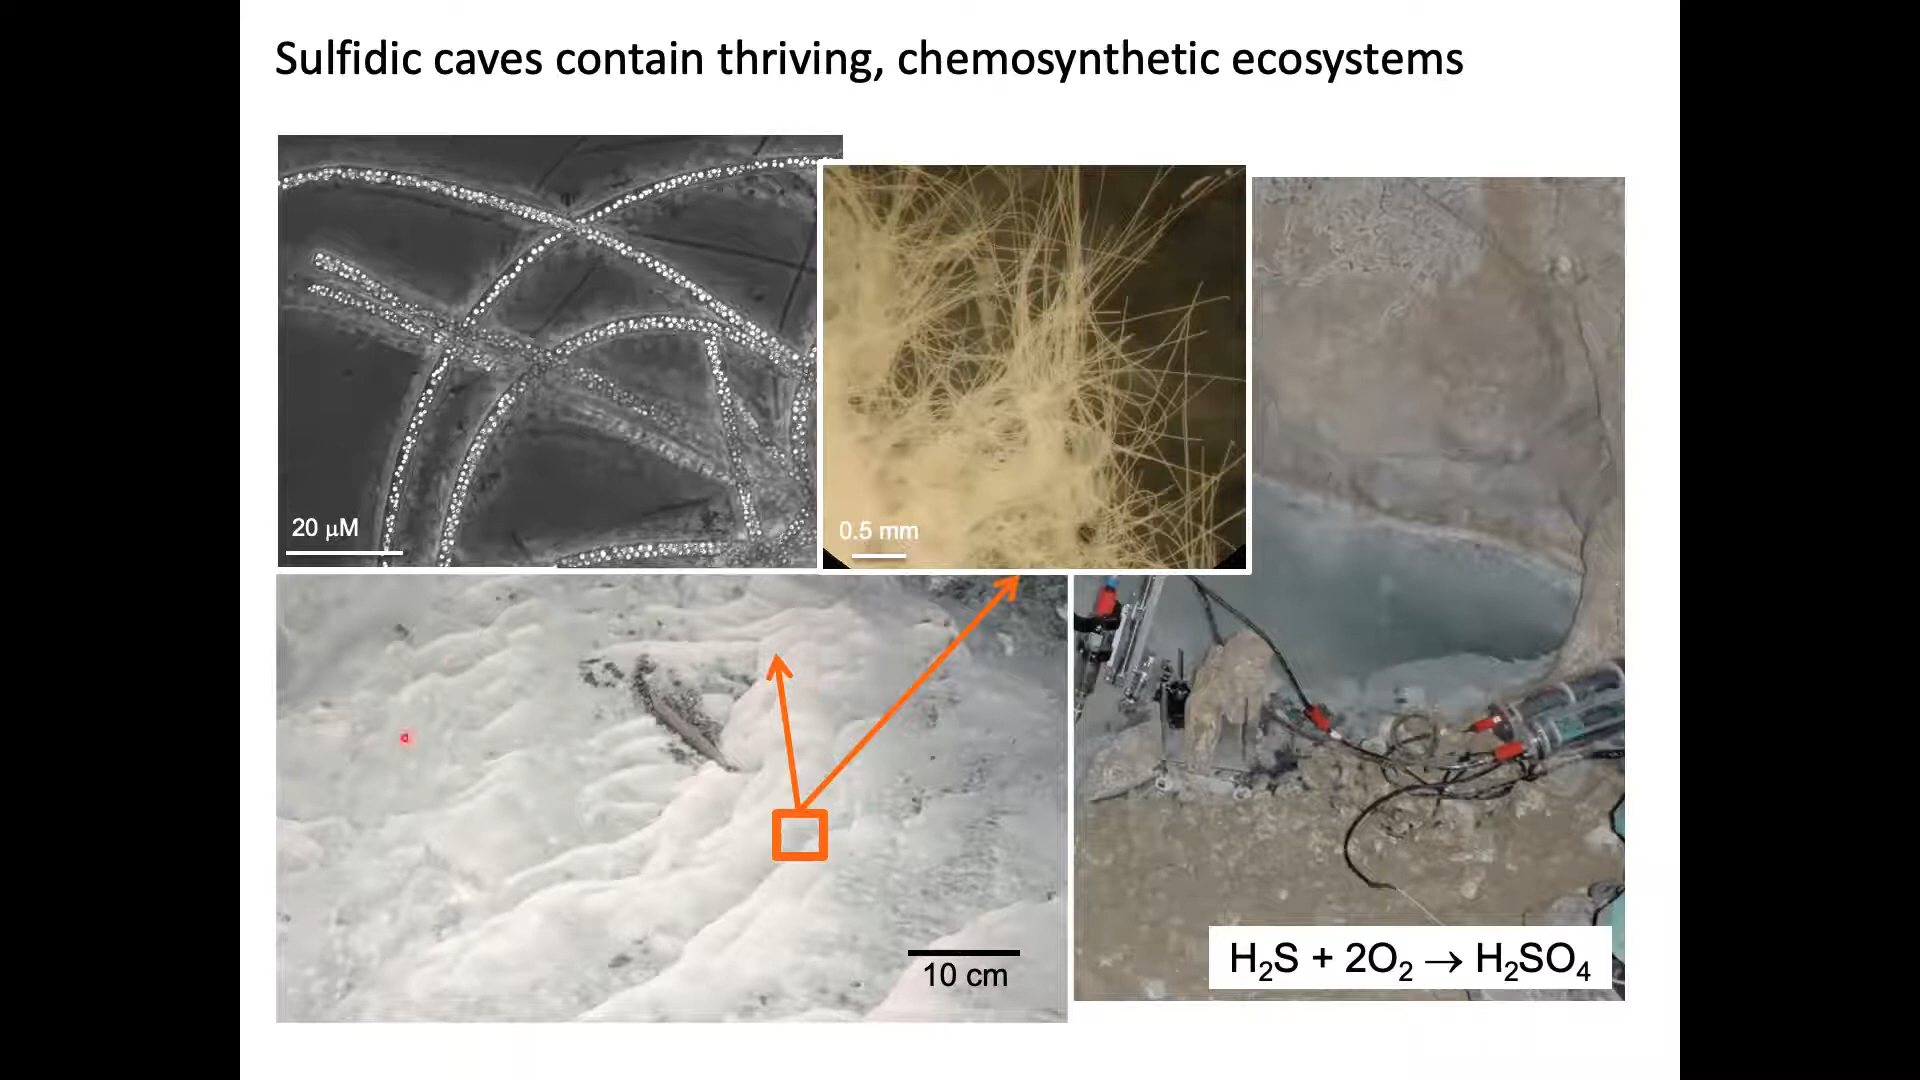 Sulfidic caves contain thriving, chemosynthetic ecosystems
20 μM
0.5 mm
10 cm
H₂S + 2O₂ → H₂SO₄